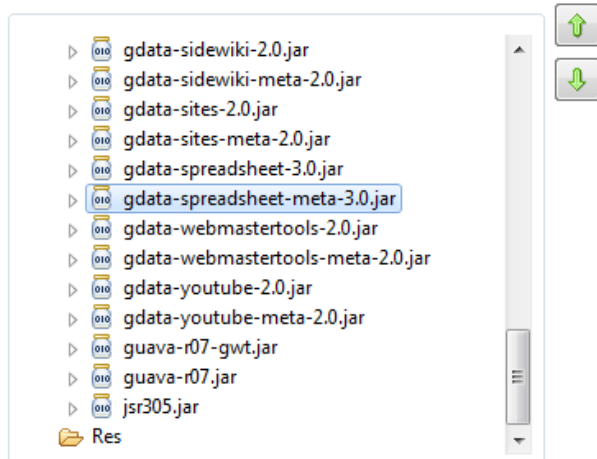 gdata-sidewiki-2.0.jar
gdata-sidewiki-meta-2.0.jar
gdata-sites-2.0.jar
gdata-sites-meta-2.0.jar
gdata-spreadsheet-3.0.jar
gdata-spreadsheet-meta-3.0.jar
gdata-webmastertools-2.0.jar
gdata-webmastertools-meta-2.0.jar
gdata-youtube-2.0.jar
gdata-youtube-meta-2.0.jar
guava-r07-gwt.jar
guava-r07.jar
jsr305.jar
Res